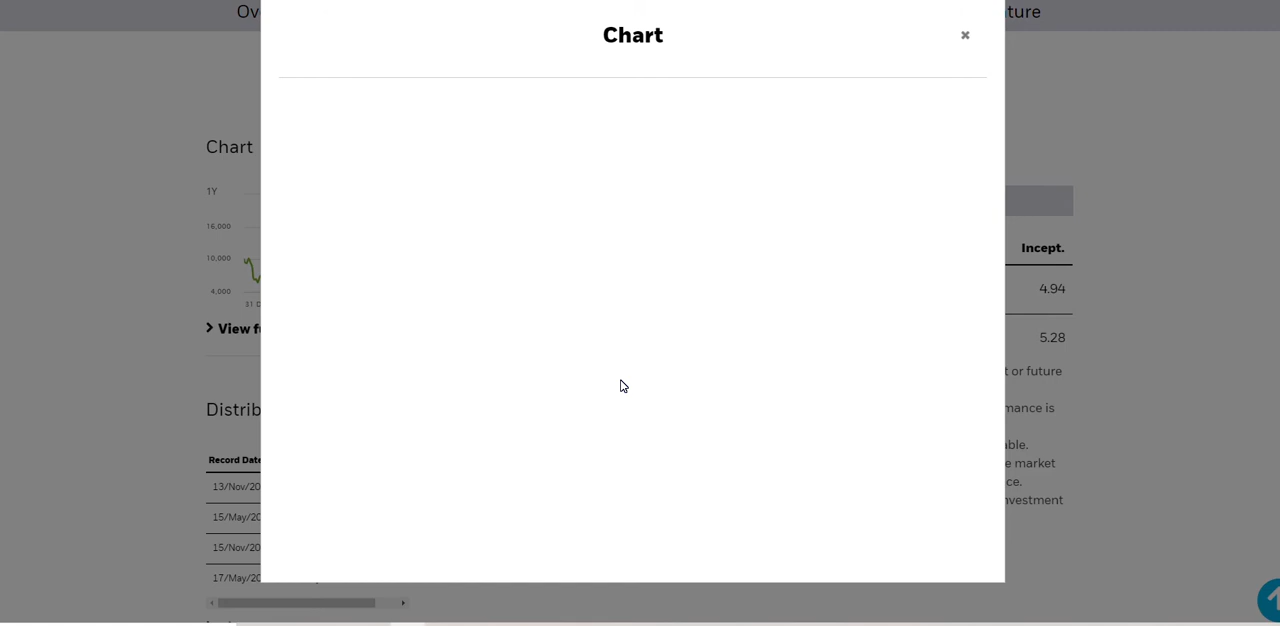 Ov
ture
Chart
×
Chart
1Y
16,000
10,000
4,000
31 D
View f
Incept.
4.94
5.28
t or future
mance is
able.
e market
ce.
nvestment
Distrib
Record Date
13/Nov/20
15/May/20
15/Nov/20
17/May/20